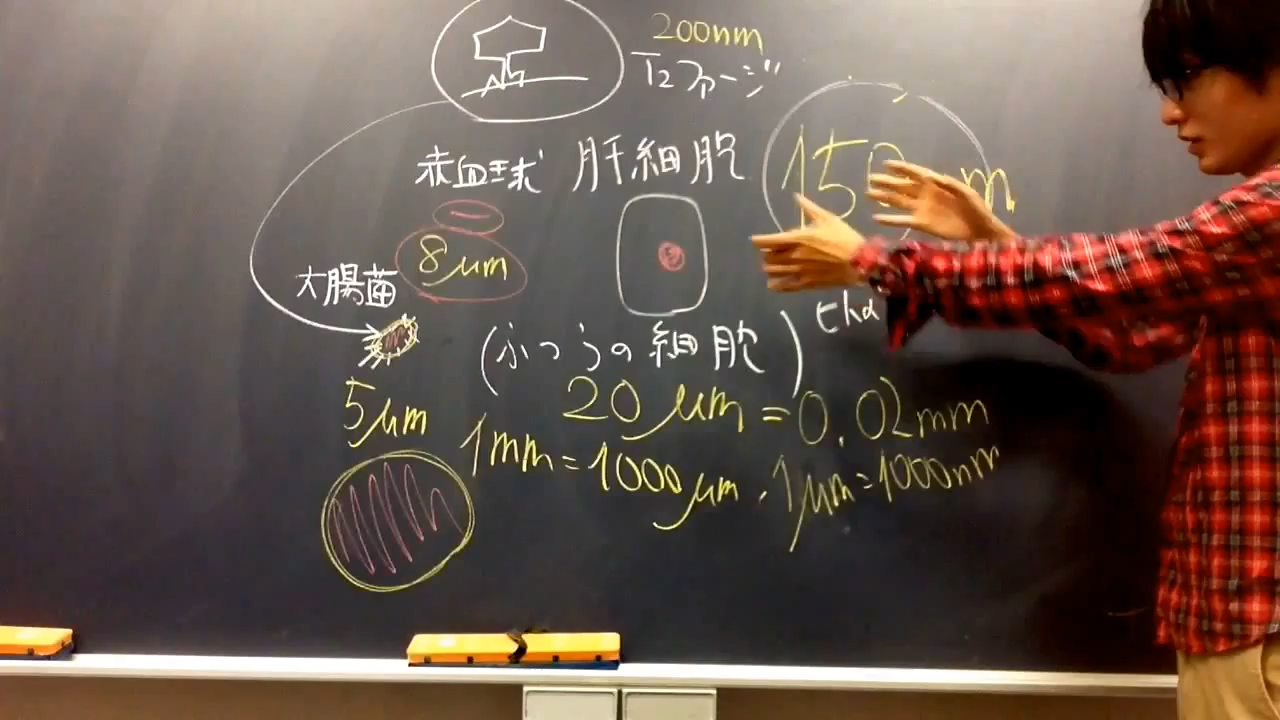 200nm
T2ファージ
赤血球
肝細胞
8μm
大腸菌
(ふつうの細胞)
20μm=0.02mm
5μm
1mm=1000μm、1μm=1000nm